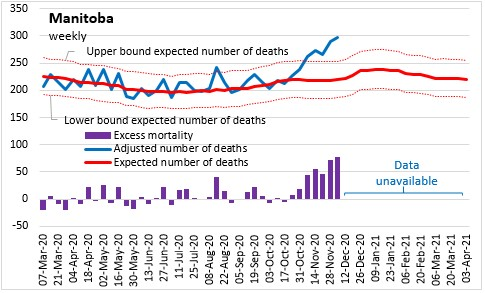 Manitoba
weekly
350
300
250
200
150
100
50
0
-50
Upper bound expected number of deaths
Lower bound expected number of deaths
Excess mortality
Adjusted number of deaths
Expected number of deaths
Data
unavailable
07-Mar-20
21-Mar-20
04-Apr-20
18-Apr-20
02-May-20
16-May-20
30-May-20
13-Jun-20
27-Jun-20
11-Jul-20
25-Jul-20
08-Aug-20
22-Aug-20
05-Sep-20
19-Sep-20
03-Oct-20
17-Oct-20
31-Oct-20
14-Nov-20
28-Nov-20
12-Dec-20
26-Dec-20
09-Jan-21
23-Jan-21
06-Feb-21
20-Feb-21
06-Mar-21
20-Mar-21
03-Apr-21